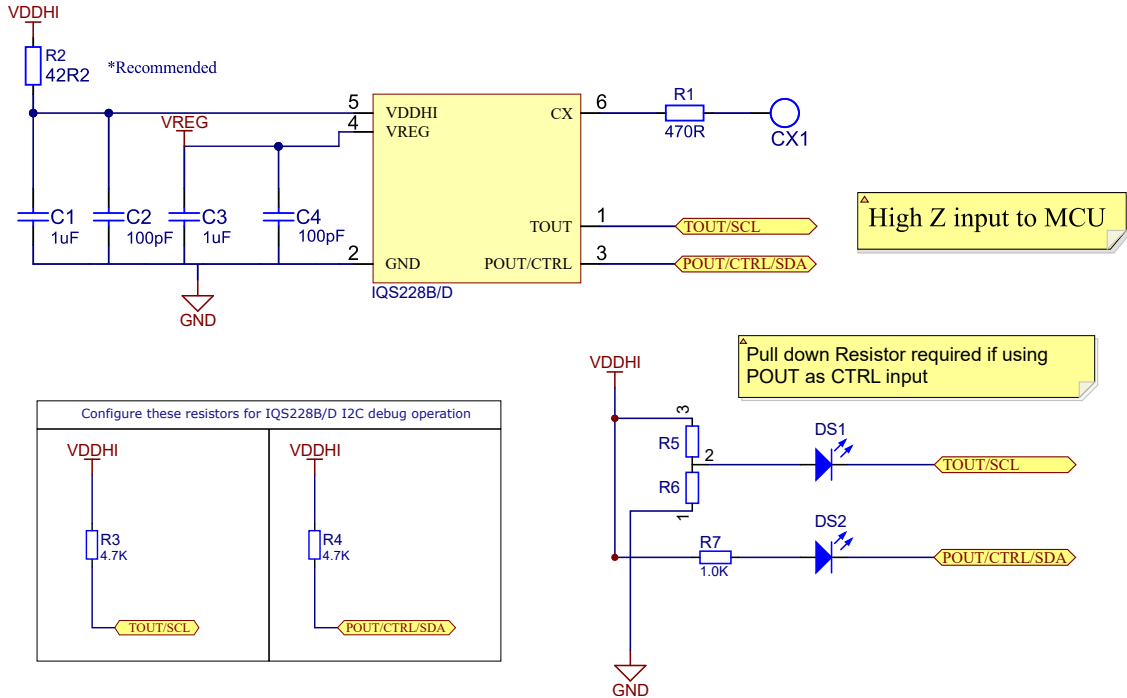 VDDHI
R2
42R2
*Recommended
VREG
5
4
VDDHI
VREG
CX
6
R1
470R
CX1
C1
1uF
C2
100pF
C3
1uF
C4
100pF
TOUT
1
TOUT/SCL
2
GND
POUT/CTRL
3
POUT/CTRL/SDA
IQS228B/D
GND
High Z input to MCU
Pull down Resistor required if using
POUT as CTRL input
Configure these resistors for IQS228B/D I2C debug operation
VDDHI
R3
4.7K
TOUT/SCL
VDDHI
R4
4.7K
POUT/CTRL/SDA
VDDHI
3
R5
2
R6
1
DS1
TOUT/SCL
R7
1.0K
DS2
POUT/CTRL/SDA
GND